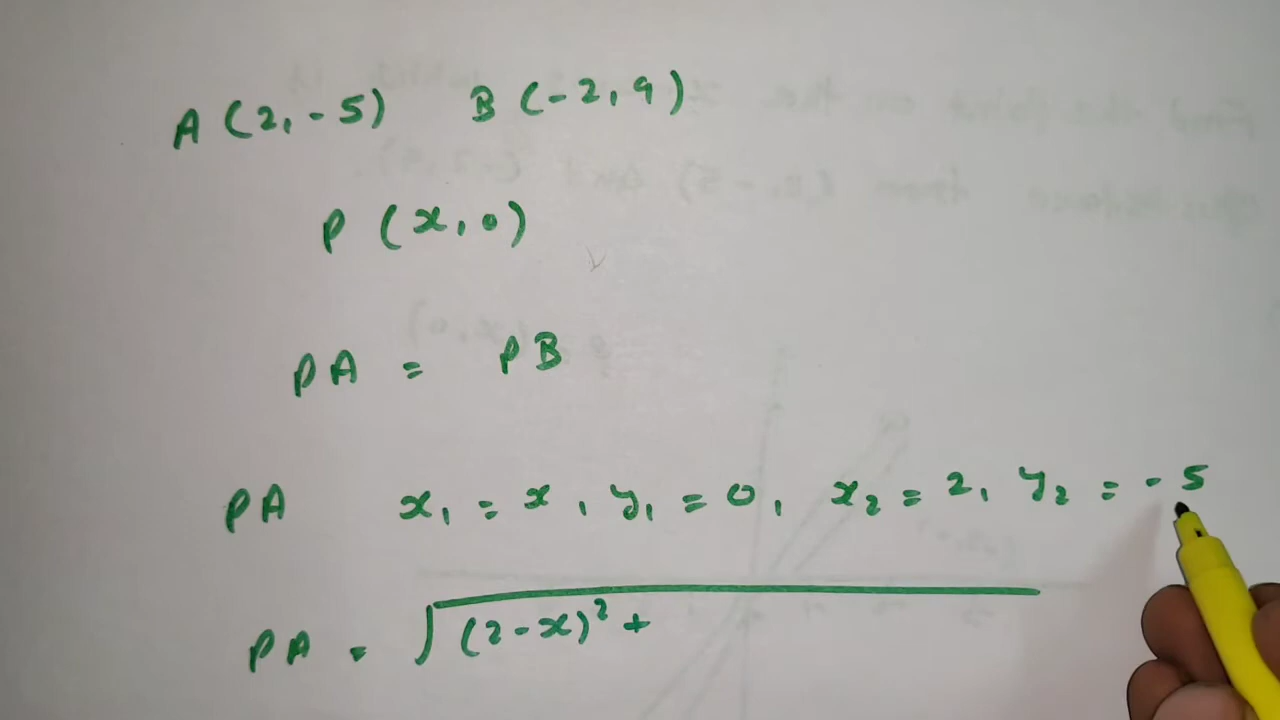 A (2, -5) B (-2, 9)
P (x, 0)
PA = PB
PA x₁ = x, y₁ = 0, x₂ = 2, y₂ = -5
PA = √(2-x)² +